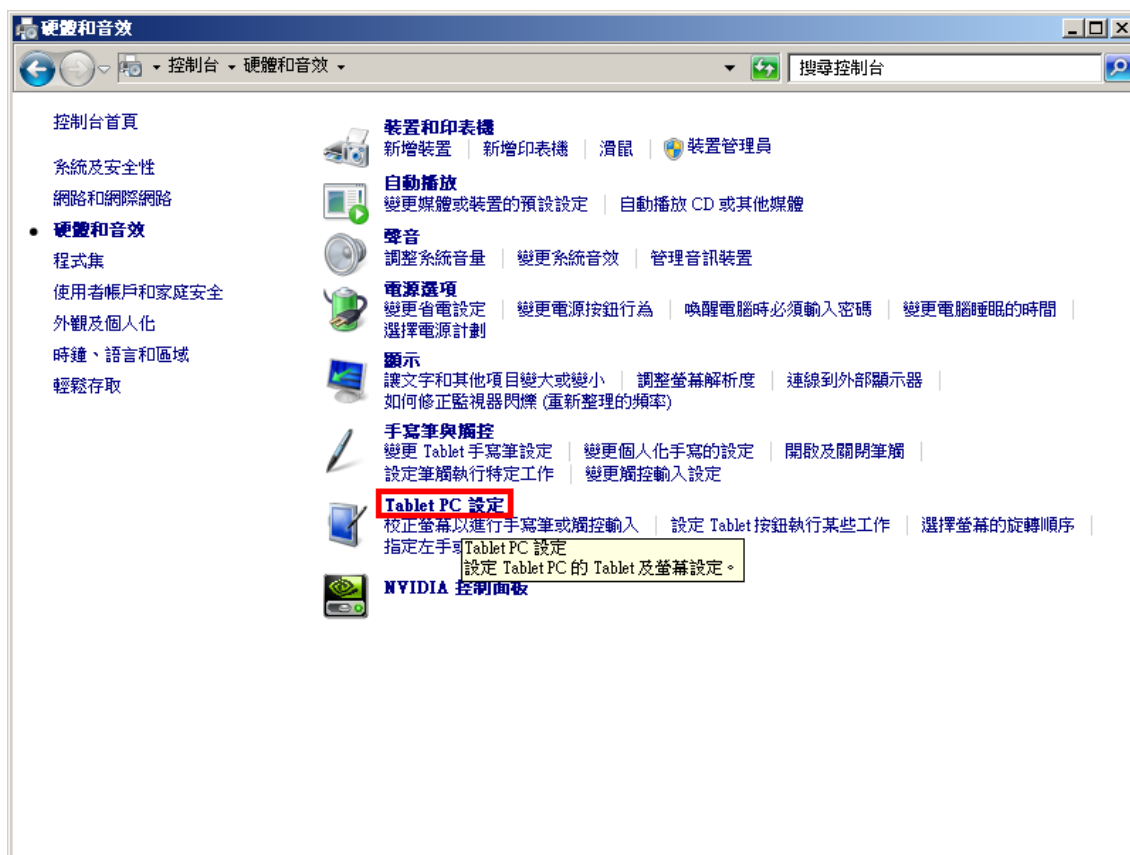 硬體和音效
控制台 硬體和音效
搜尋控制台
控制台首頁
系統及安全性
網路和網際網路
硬體和音效
程式集
使用者帳戶和家庭安全
外觀及個人化
時鐘、語言和區域
輕鬆存取
裝置和印表機
新增裝置 新增印表機 滑鼠 裝置管理員
自動播放
變更媒體或裝置的預設設定 自動播放 CD 或其他媒體
聲音
調整系統音量 變更系統音效 管理音訊裝置
電源選項
變更省電設定 變更電源按鈕行為 喚醒電腦時必須輸入密碼 變更電腦睡眠的時間
選擇電源計劃
顯示
讓文字和其他項目變大或變小 調整螢幕解析度 連線到外部顯示器
如何修正監視器閃爍 (重新整理的頻率)
手寫筆與觸控
變更 Tablet 手寫筆設定 變更個人化手寫的設定 開啟及關閉筆觸
設定筆觸執行特定工作 變更觸控輸入設定
Tablet PC 設定
校正螢幕以進行手寫筆或觸控輸入 設定 Tablet 按鈕執行某些工作 選擇螢幕的旋轉順序
指定左手或
Tablet PC 設定
設定 Tablet PC 的 Tablet 及螢幕設定。
NVIDIA 控制面板